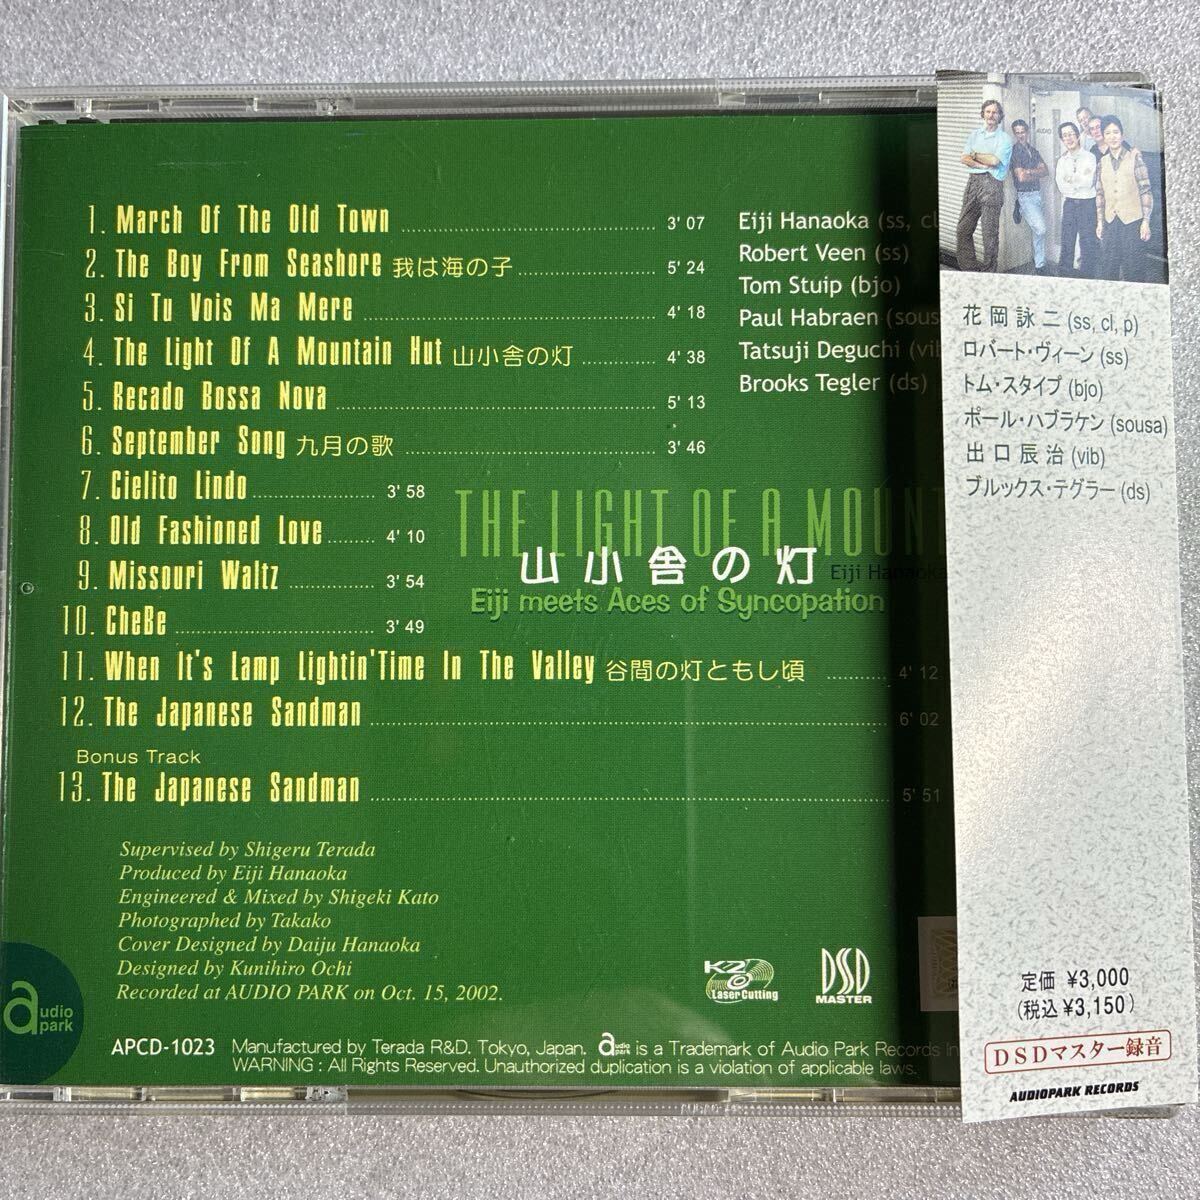 1. March Of The Old Town 3' 07
2. The Boy From Seashore 我は海の子 5' 24
3. Si Tu Vois Ma Mere 4' 18
4. The Light Of A Mountain Hut 山小舎の灯 4' 38
5. Recado Bossa Nova 5' 13
6. September Song 九月の歌 3' 46
7. Cielito Lindo 3' 58
8. Old Fashioned Love 4' 10
9. Missouri Waltz 3' 54
10. CheBe 3' 49
11. When It's Lamp Lightin'Time In The Valley 谷間の灯ともし頃 4' 12
12. The Japanese Sandman 6' 02
Bonus Track
13. The Japanese Sandman 5' 51
Eiji Hanaoka (ss, cl
Robert Veen (ss)
Tom Stuip (bjo)
Paul Habraen (sous
Tatsuji Deguchi (vib
Brooks Tegler (ds)
THE LIGHT OF A MOUN
山小舎の灯
Eiji Hanaoka
Eiji meets Aces of Syncopation
Supervised by Shigeru Terada
Produced by Eiji Hanaoka
Engineered & Mixed by Shigeki Kato
Photographed by Takako
Cover Designed by Daiju Hanaoka
Designed by Kunihiro Ochi
Recorded at AUDIO PARK on Oct. 15, 2002.
K2
Laser Cutting
DSD
MASTER
audio
park
APCD-1023 Manufactured by Terada R&D. Tokyo, Japan. audio park is a Trademark of Audio Park Records In
WARNING : All Rights Reserved. Unauthorized duplication is a violation of applicable laws.
AUDIO
花岡詠二 (ss, cl, p)
ロバート・ヴィーン (ss)
トム・スタイプ (bjo)
ポール・ハブラケン (sousa)
出口辰治 (vib)
ブルックス・テグラー (ds)
定価 ¥3,000
(税込 ¥3,150)
DSDマスター録音
AUDIOPARK RECORDS